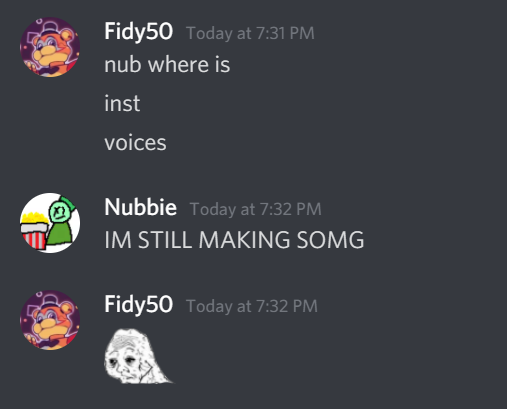 Fidy50 Today at 7:31 PM
nub where is
inst
voices
Nubbie Today at 7:32 PM
IM STILL MAKING SOMG
Fidy50 Today at 7:32 PM